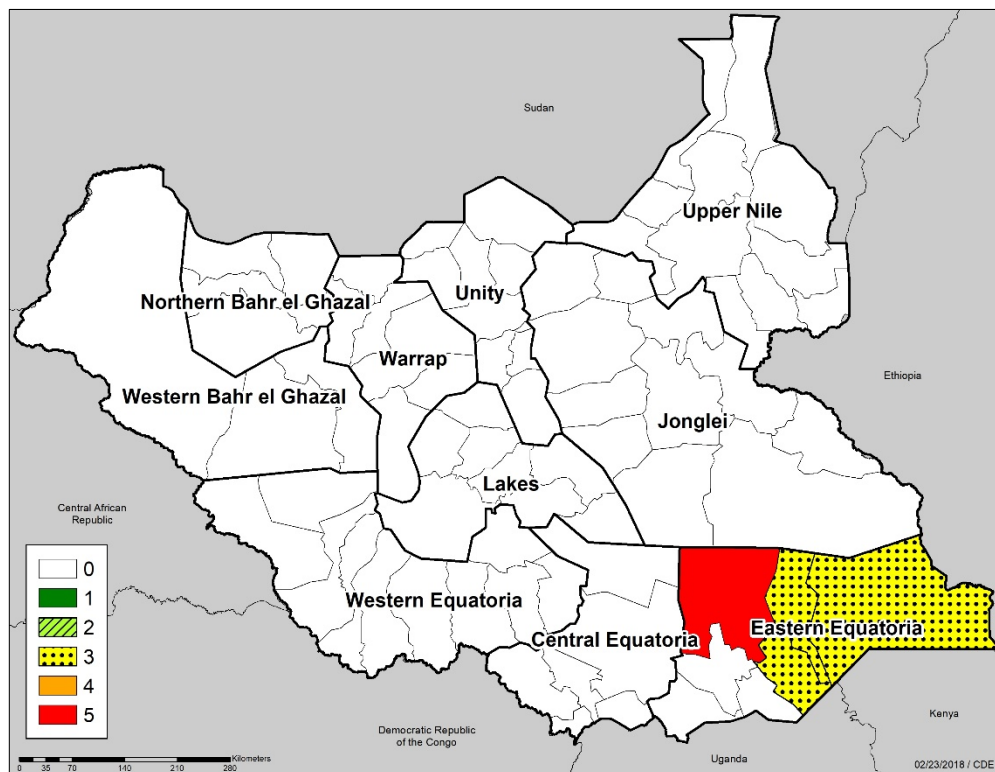 Sudan
Upper Nile
Northern Bahr el Ghazal
Unity
Warrap
Ethiopia
Western Bahr el Ghazal
Jonglei
Lakes
Central African
Republic
0
1
2
3
4
5
Western Equatoria
Central Equatoria
Eastern Equatoria
Kenya
Democratic Republic
of the Congo
Uganda
Kilometers
0 35 70 140 210 280
02/23/2018 / CDE